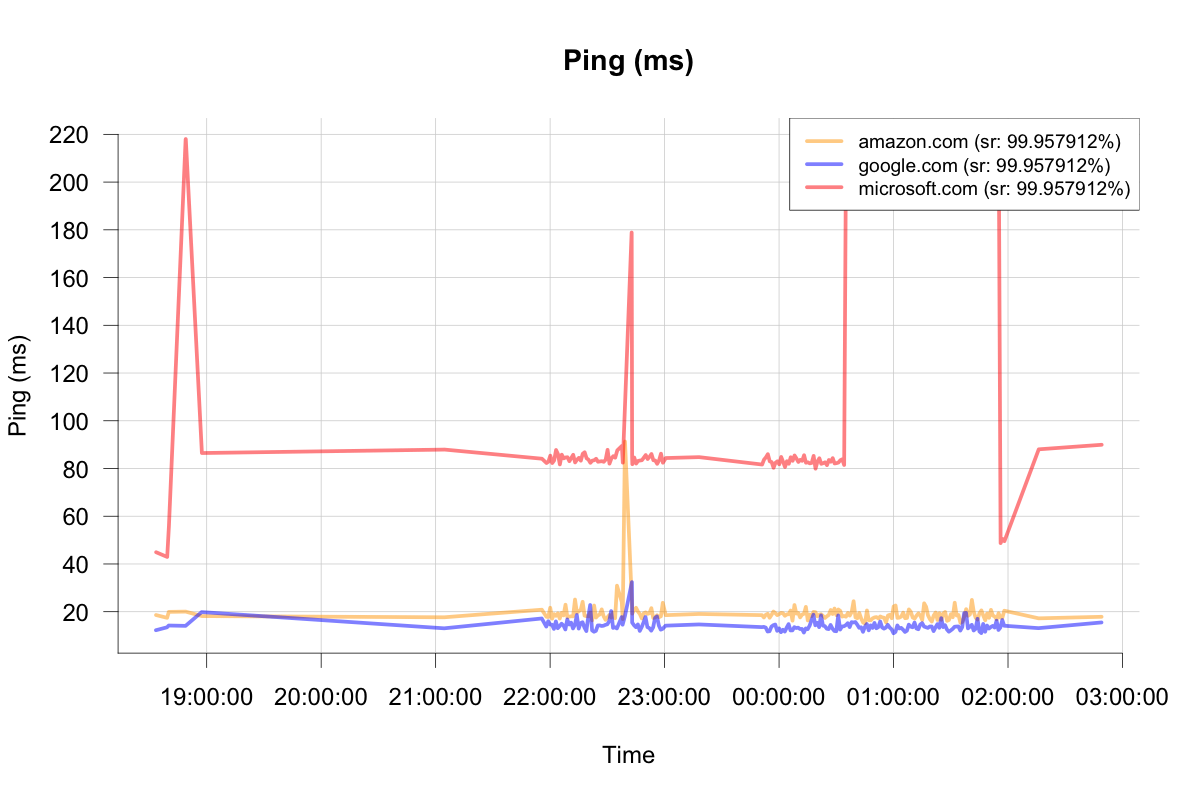 Ping (ms)
220
200
180
160
140
120
100
80
60
40
20
Ping (ms)
amazon.com (sr: 99.957912%)
google.com (sr: 99.957912%)
microsoft.com (sr: 99.957912%)
19:00:00 20:00:00 21:00:00 22:00:00 23:00:00 00:00:00 01:00:00 02:00:00 03:00:00
Time